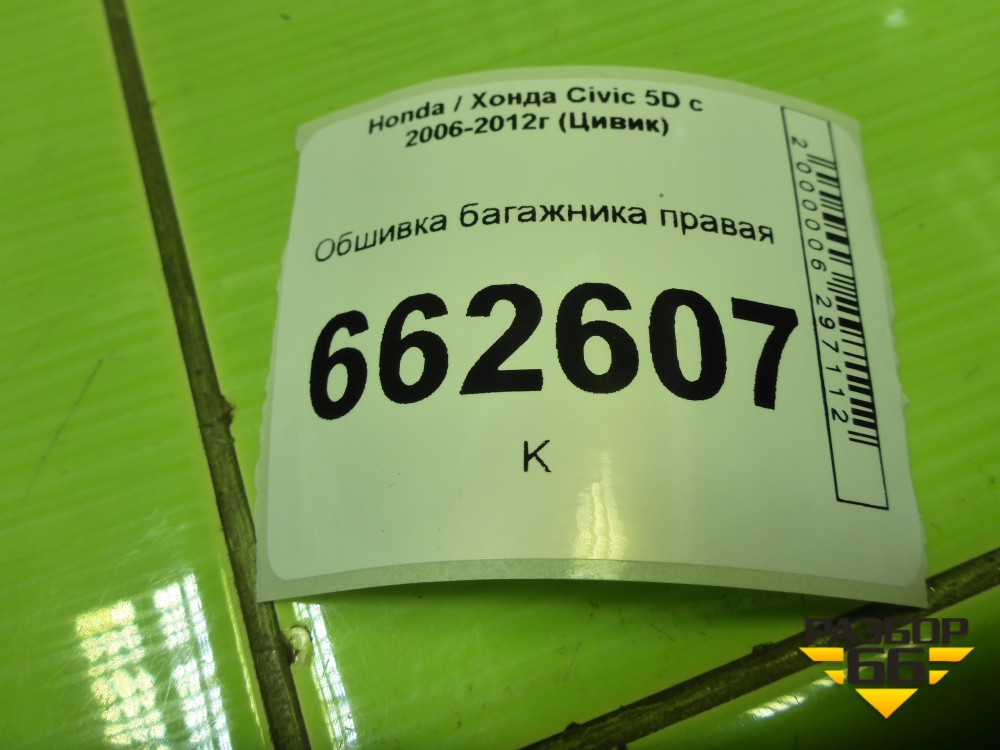 Honda / Хонда Civic 5D с
2006-2012г (Цивик)
Обшивка багажника правая
662607
К
2000006297112
РАЗБОР
66